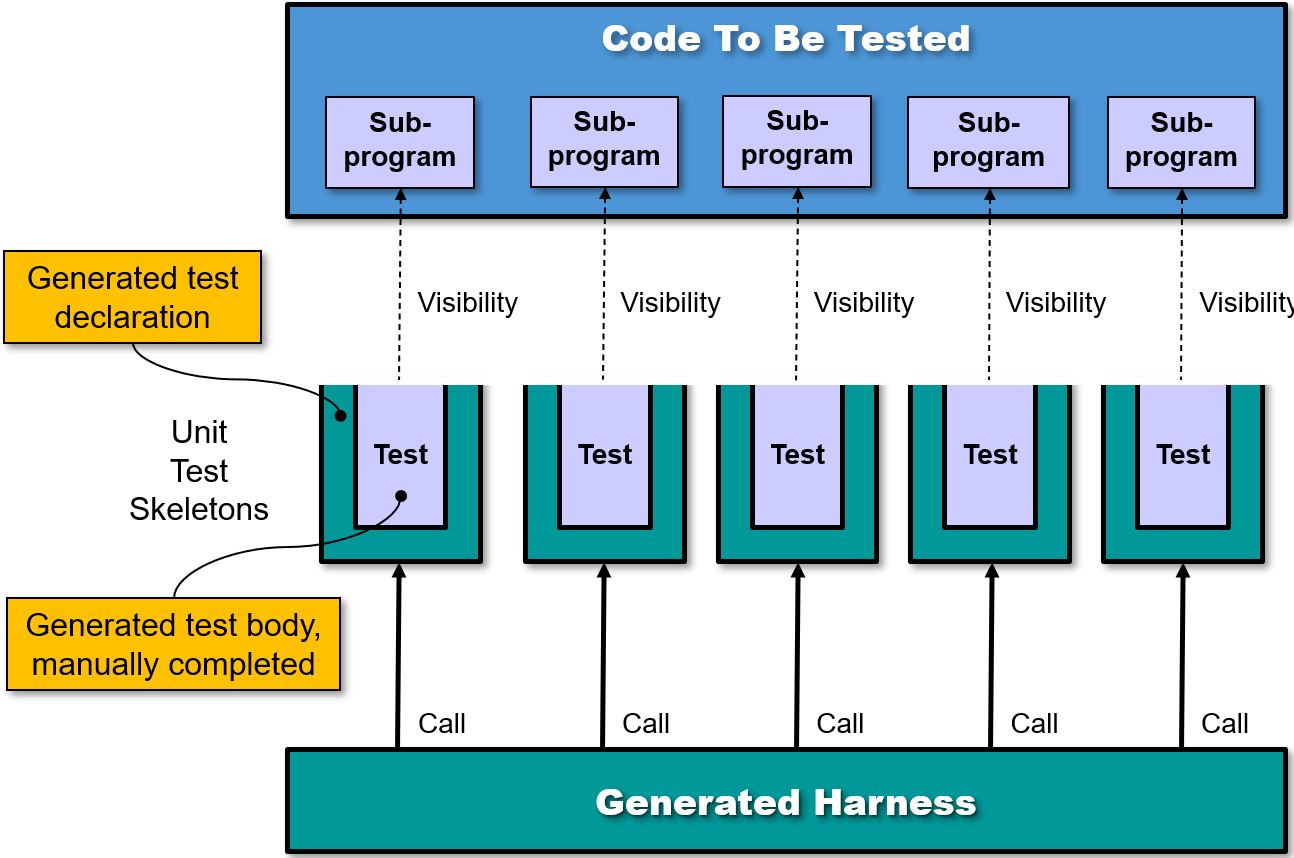 Code To Be Tested
Sub-
program
Sub-
program
Sub-
program
Sub-
program
Sub-
program
Generated test
declaration
Visibility
Visibility
Visibility
Visibility
Visibility
Unit
Test
Skeletons
Test
Test
Test
Test
Test
Generated test body,
manually completed
Call
Call
Call
Call
Call
Generated Harness